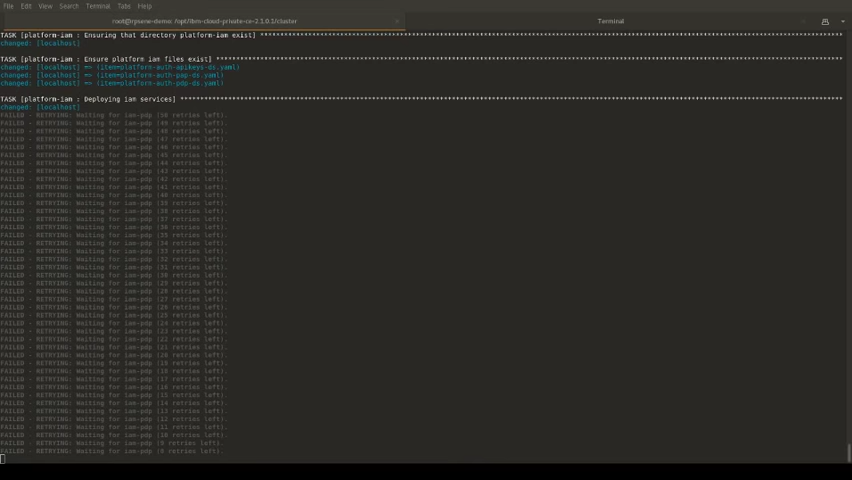 File Edit View Search Terminal Tabs Help
root@rpsene-demo: /opt/ibm-cloud-private-ce-2.1.0.1/cluster Terminal
TASK [platform-iam : Ensuring that directory platform-iam exist]
changed: [localhost]
TASK [platform-iam : Ensure platform iam files exist]
changed: [localhost] => (item=platform-auth-apikeys-ds.yaml)
changed: [localhost] => (item=platform-auth-pap-ds.yaml)
changed: [localhost] => (item=platform-auth-pdp-ds.yaml)
TASK [platform-iam : Deploying iam services]
changed: [localhost]
FAILED - RETRYING: Waiting for iam-pdp (50 retries left).
FAILED - RETRYING: Waiting for iam-pdp (49 retries left).
FAILED - RETRYING: Waiting for iam-pdp (48 retries left).
FAILED - RETRYING: Waiting for iam-pdp (47 retries left).
FAILED - RETRYING: Waiting for iam-pdp (46 retries left).
FAILED - RETRYING: Waiting for iam-pdp (45 retries left).
FAILED - RETRYING: Waiting for iam-pdp (44 retries left).
FAILED - RETRYING: Waiting for iam-pdp (43 retries left).
FAILED - RETRYING: Waiting for iam-pdp (42 retries left).
FAILED - RETRYING: Waiting for iam-pdp (41 retries left).
FAILED - RETRYING: Waiting for iam-pdp (40 retries left).
FAILED - RETRYING: Waiting for iam-pdp (39 retries left).
FAILED - RETRYING: Waiting for iam-pdp (38 retries left).
FAILED - RETRYING: Waiting for iam-pdp (37 retries left).
FAILED - RETRYING: Waiting for iam-pdp (36 retries left).
FAILED - RETRYING: Waiting for iam-pdp (35 retries left).
FAILED - RETRYING: Waiting for iam-pdp (34 retries left).
FAILED - RETRYING: Waiting for iam-pdp (33 retries left).
FAILED - RETRYING: Waiting for iam-pdp (32 retries left).
FAILED - RETRYING: Waiting for iam-pdp (31 retries left).
FAILED - RETRYING: Waiting for iam-pdp (30 retries left).
FAILED - RETRYING: Waiting for iam-pdp (29 retries left).
FAILED - RETRYING: Waiting for iam-pdp (28 retries left).
FAILED - RETRYING: Waiting for iam-pdp (27 retries left).
FAILED - RETRYING: Waiting for iam-pdp (26 retries left).
FAILED - RETRYING: Waiting for iam-pdp (25 retries left).
FAILED - RETRYING: Waiting for iam-pdp (24 retries left).
FAILED - RETRYING: Waiting for iam-pdp (23 retries left).
FAILED - RETRYING: Waiting for iam-pdp (22 retries left).
FAILED - RETRYING: Waiting for iam-pdp (21 retries left).
FAILED - RETRYING: Waiting for iam-pdp (20 retries left).
FAILED - RETRYING: Waiting for iam-pdp (19 retries left).
FAILED - RETRYING: Waiting for iam-pdp (18 retries left).
FAILED - RETRYING: Waiting for iam-pdp (17 retries left).
FAILED - RETRYING: Waiting for iam-pdp (16 retries left).
FAILED - RETRYING: Waiting for iam-pdp (15 retries left).
FAILED - RETRYING: Waiting for iam-pdp (14 retries left).
FAILED - RETRYING: Waiting for iam-pdp (13 retries left).
FAILED - RETRYING: Waiting for iam-pdp (12 retries left).
FAILED - RETRYING: Waiting for iam-pdp (11 retries left).
FAILED - RETRYING: Waiting for iam-pdp (10 retries left).
FAILED - RETRYING: Waiting for iam-pdp (9 retries left).
FAILED - RETRYING: Waiting for iam-pdp (8 retries left).